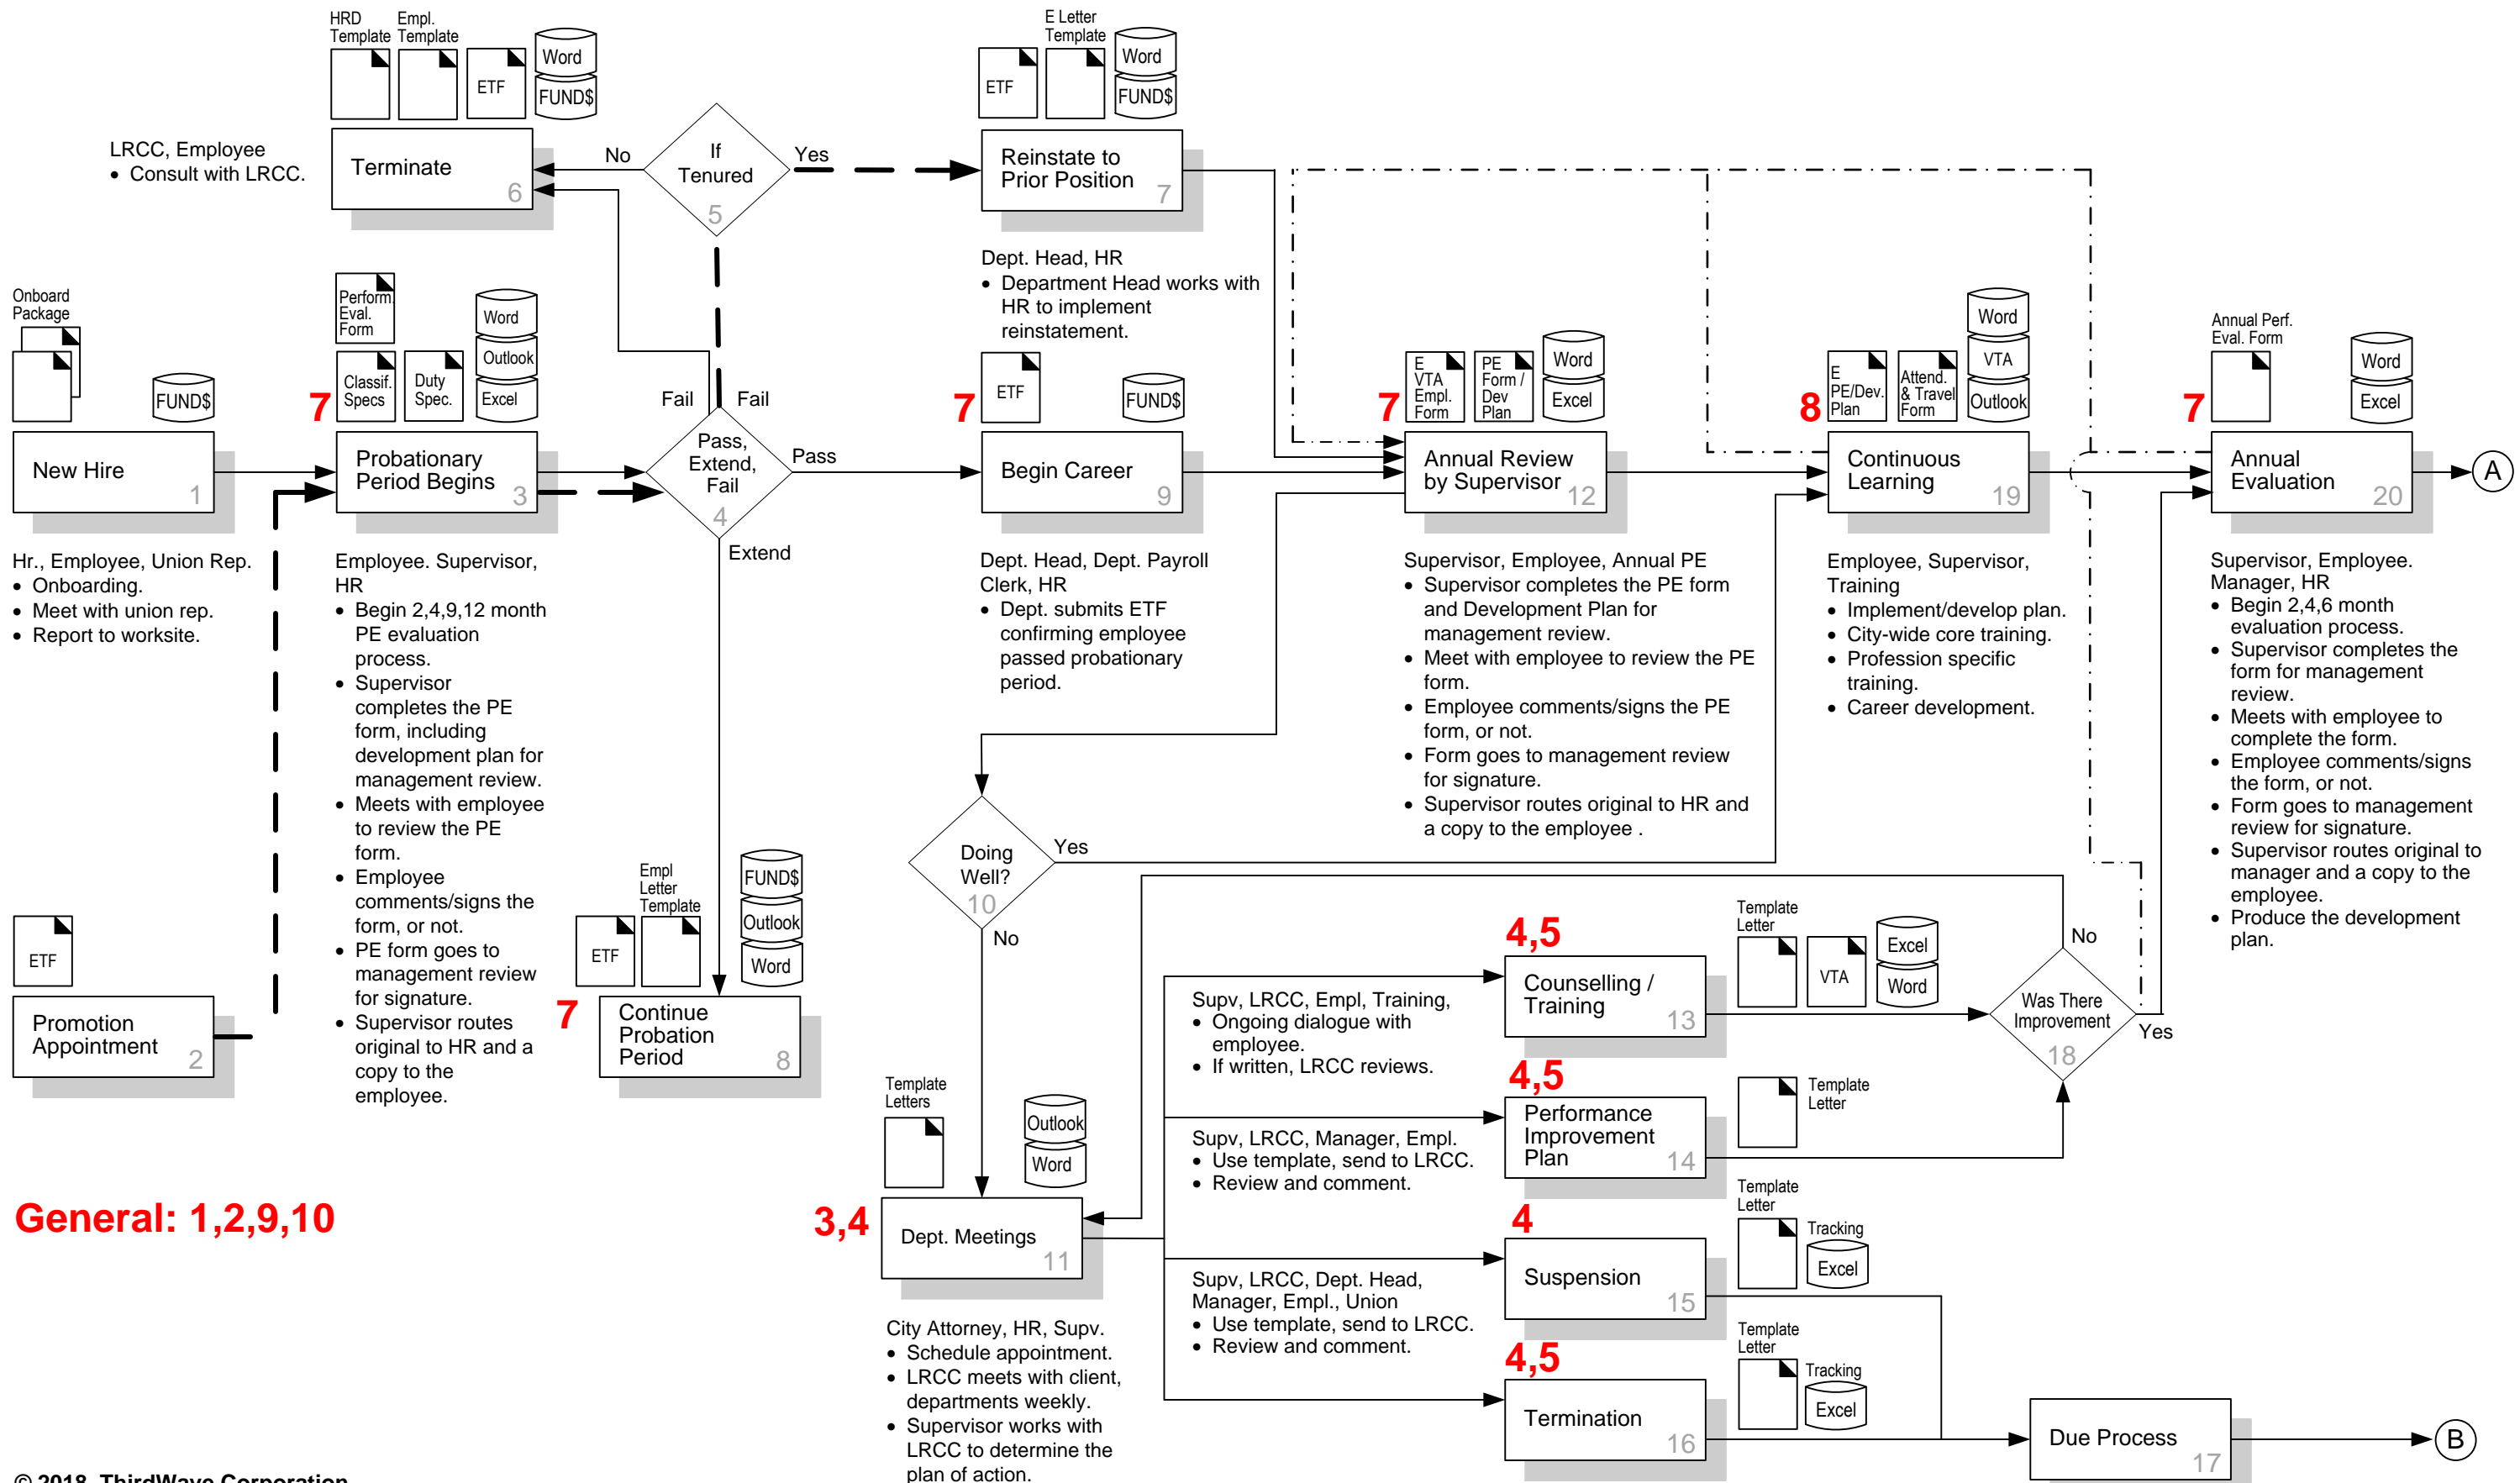 HRD
Template
Empl.
Template
ETF
Word
FUND$
E Letter
Template
ETF
Word
FUND$
LRCC, Employee
• Consult with LRCC.
Terminate
6
No
If
Tenured
5
Yes
Reinstate to
Prior Position
7
Dept. Head, HR
• Department Head works with
HR to implement
reinstatement.
Onboard
Package
FUND$
New Hire
1
Hr., Employee, Union Rep.
• Onboarding.
• Meet with union rep.
• Report to worksite.
Perform.
Eval.
Form
Classif.
Specs
Duty
Spec.
Word
Outlook
Excel
7
Probationary
Period Begins
3
Employee. Supervisor,
HR
• Begin 2,4,9,12 month
PE evaluation
process.
• Supervisor
completes the PE
form, including
development plan for
management review.
• Meets with employee
to review the PE
form.
• Employee
comments/signs the
form, or not.
• PE form goes to
management review
for signature.
• Supervisor routes
original to HR and a
copy to the
employee.
Fail
Fail
Pass,
Extend,
Fail
4
Pass
Extend
7
ETF
FUND$
Begin Career
9
Dept. Head, Dept. Payroll
Clerk, HR
• Dept. submits ETF
confirming employee
passed probationary
period.
7
E
VTA
Empl.
Form
PE
Form /
Dev
Plan
Word
Excel
Annual Review
by Supervisor
12
Supervisor, Employee, Annual PE
• Supervisor completes the PE form
and Development Plan for
management review.
• Meet with employee to review the PE
form.
• Employee comments/signs the PE
form, or not.
• Form goes to management review
for signature.
• Supervisor routes original to HR and
a copy to the employee .
8
E
PE/Dev.
Plan
Attend.
& Travel
Form
Word
VTA
Outlook
Continuous
Learning
19
Employee, Supervisor,
Training
• Implement/develop plan.
• City-wide core training.
• Profession specific
training.
• Career development.
Annual Perf.
Eval. Form
7
Word
Excel
Annual
Evaluation
20
A
Supervisor, Employee.
Manager, HR
• Begin 2,4,6 month
evaluation process.
• Supervisor completes the
form for management
review.
• Meets with employee to
complete the form.
• Employee comments/signs
the form, or not.
• Form goes to management
review for signature.
• Supervisor routes original to
manager and a copy to the
employee.
• Produce the development
plan.
ETF
Promotion
Appointment
2
Empl
Letter
Template
ETF
FUND$
Outlook
Word
7
Continue
Probation
Period
8
Doing
Well?
10
Yes
No
Template
Letters
Outlook
Word
3,4
Dept. Meetings
11
City Attorney, HR, Supv.
• Schedule appointment.
• LRCC meets with client,
departments weekly.
• Supervisor works with
LRCC to determine the
plan of action.
Supv, LRCC, Empl, Training,
• Ongoing dialogue with
employee.
• If written, LRCC reviews.
4,5
Counselling /
Training
13
Template
Letter
VTA
Excel
Word
Was There
Improvement
18
No
Yes
Supv, LRCC, Manager, Empl.
• Use template, send to LRCC.
• Review and comment.
4,5
Performance
Improvement
Plan
14
Template
Letter
Supv, LRCC, Dept. Head,
Manager, Empl., Union
• Use template, send to LRCC.
• Review and comment.
4
Suspension
15
Template
Letter
Tracking
Excel
4,5
Termination
16
Template
Letter
Tracking
Excel
Due Process
17
B
General: 1,2,9,10
© 2018, ThirdWave Corporation